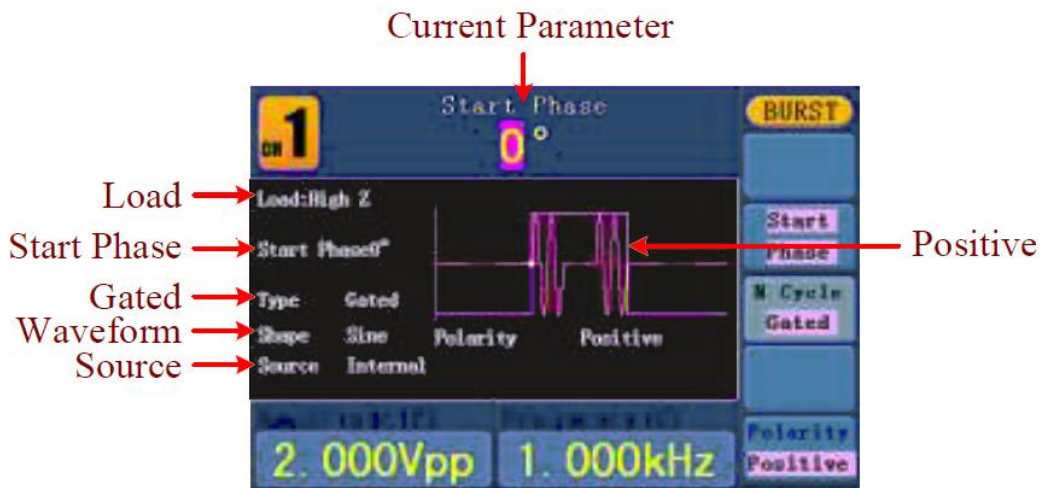 Current Parameter
Start Phase
BURST
ON 1
0°
Load
Load:High Z
Start
Phase
Start Phase
Start Phase0°
Positive
Gated
Type Gated
N Cycle
Gated
Waveform
Shape Sine
Polarity Positive
Source
Source Internal
Polarity
Positive
2.000Vpp
1.000kHz